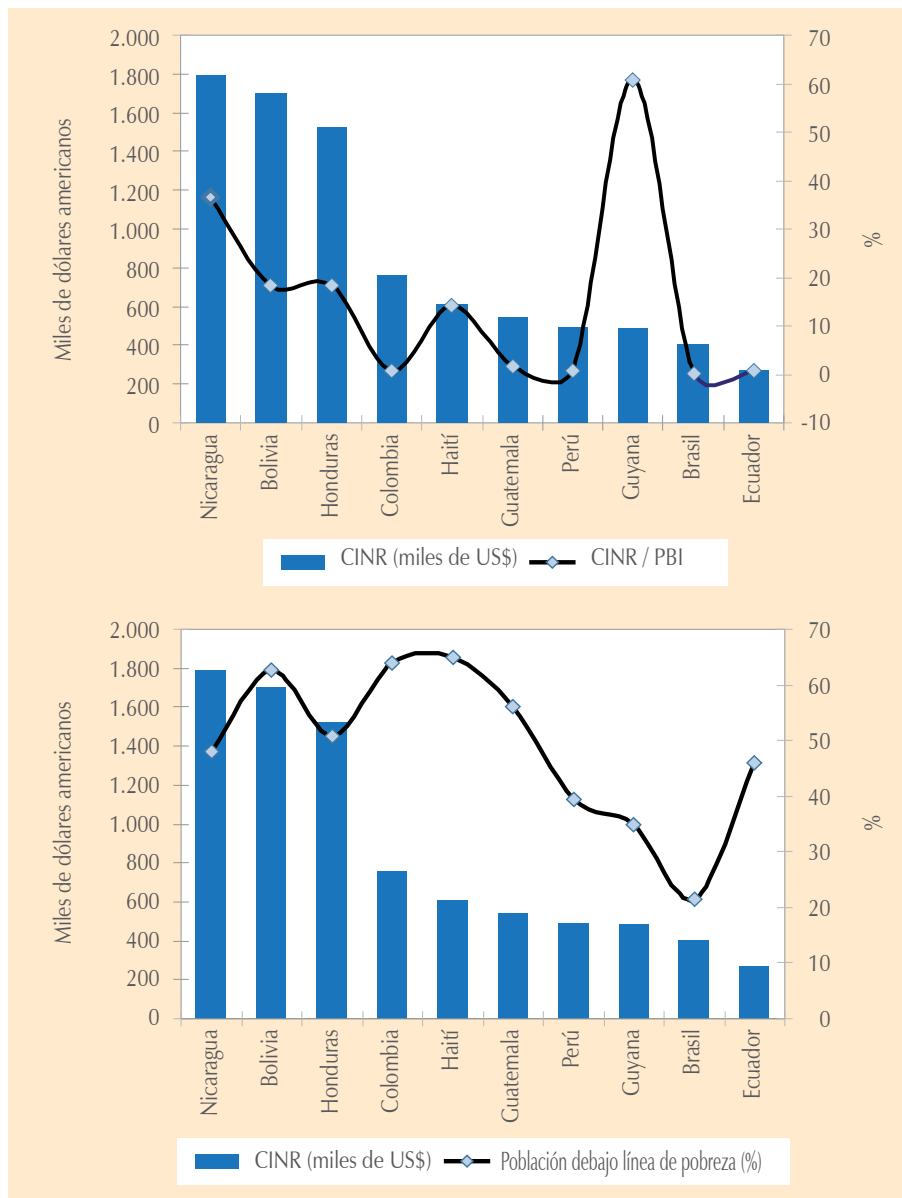 Miles de dólares americanos
2.000
1.800
1.600
1.400
1.200
1.000
800
600
400
200
0
70
60
50
40
30
20
10
0
-10
%
Nicaragua
Bolivia
Honduras
Colombia
Haití
Guatemala
Perú
Guyana
Brasil
Ecuador
CINR (miles de US$) CINR / PBI
Miles de dólares americanos
2.000
1.800
1.600
1.400
1.200
1.000
800
600
400
200
0
70
60
50
40
30
20
10
0
%
Nicaragua
Bolivia
Honduras
Colombia
Haití
Guatemala
Perú
Guyana
Brasil
Ecuador
CINR (miles de US$) Población debajo línea de pobreza (%)